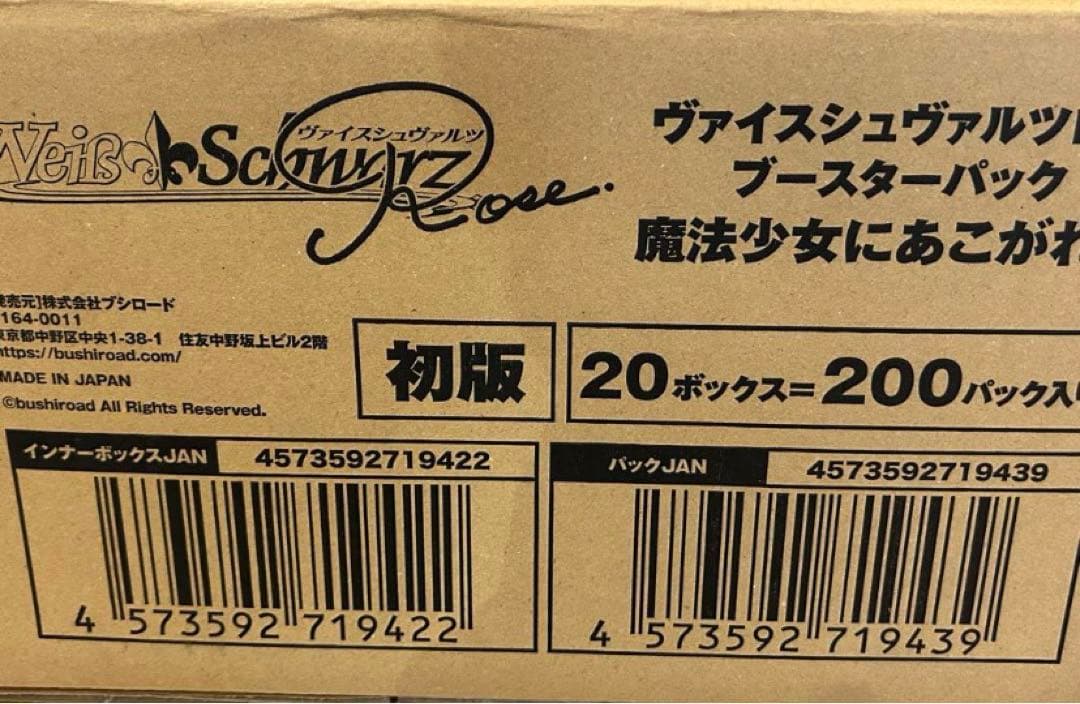 Weiß Schwarz
ヴァイスシュヴァルツ
Rose.
ヴァイスシュヴァルツ
ブースターパック
魔法少女にあこがれ
発売元]株式会社ブシロード
164-0011
東京都中野区中央1-38-1 住友中野坂上ビル2階
https://bushiroad.com/
MADE IN JAPAN
©bushiroad All Rights Reserved.
初版
20ボックス=200パック入り
インナーボックスJAN 4573592719422
4 573592 719422
パックJAN 4573592719439
4 573592 719439